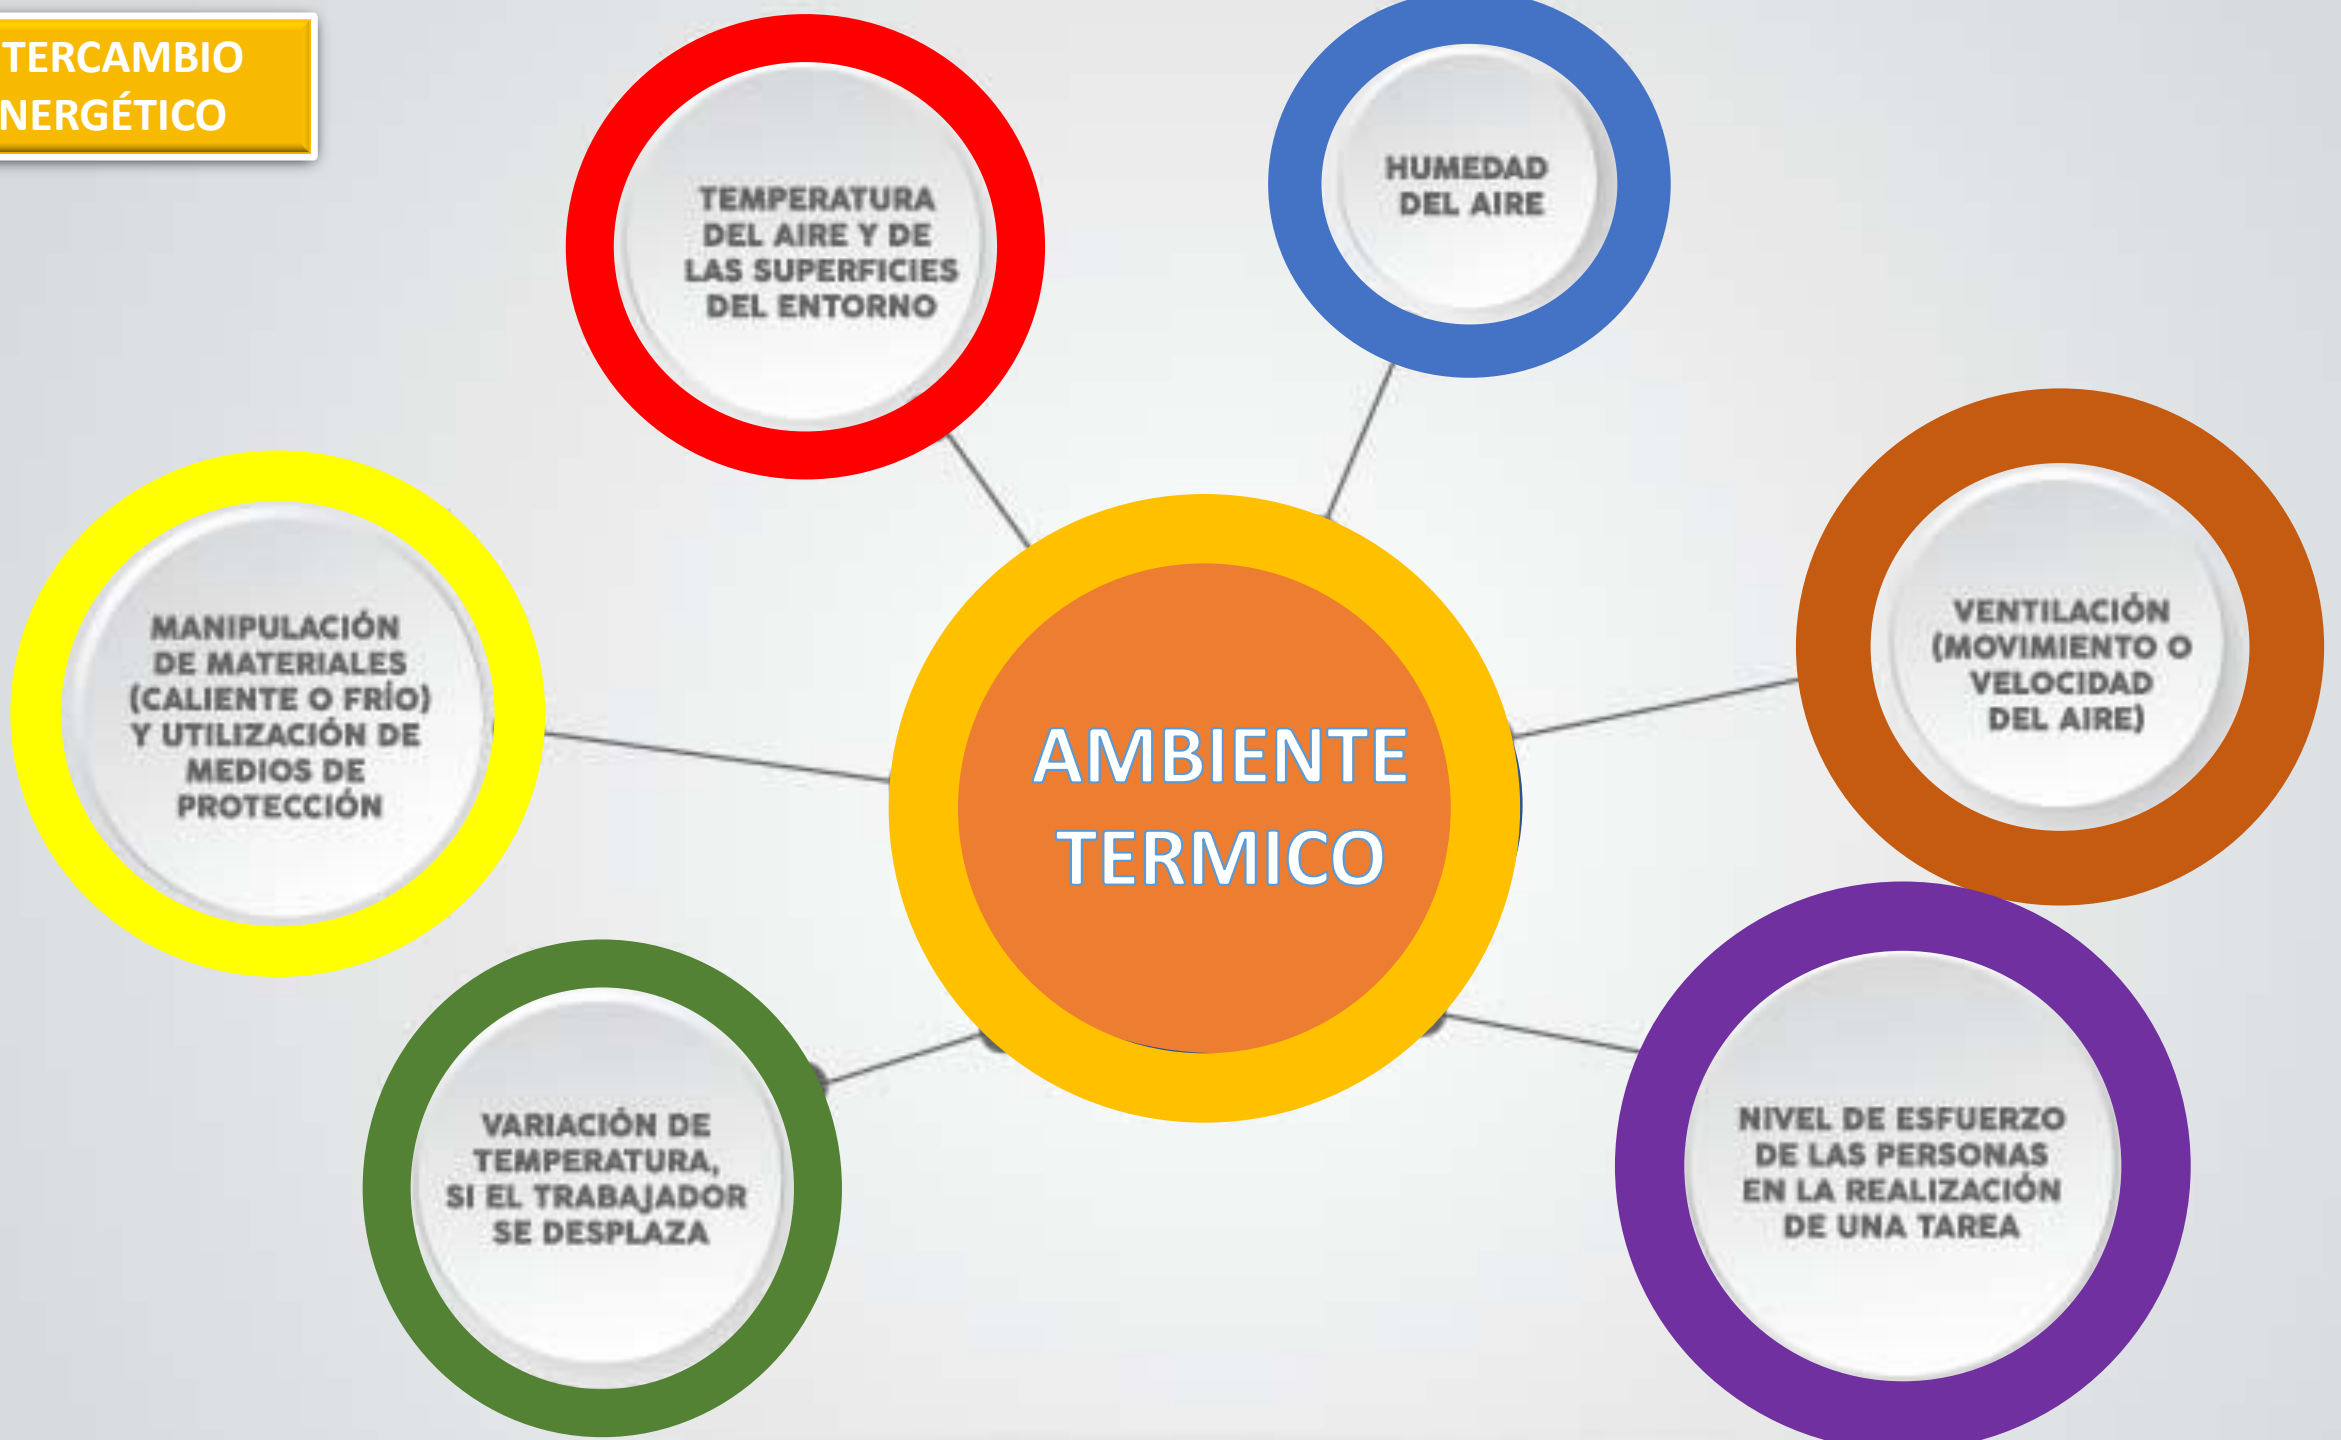 TERCAMBIO
NERGÉTICO
TEMPERATURA
DEL AIRE Y DE
LAS SUPERFICIES
DEL ENTORNO
HUMEDAD
DEL AIRE
MANIPULACIÓN
DE MATERIALES
(CALIENTE O FRÍO)
Y UTILIZACIÓN DE
MEDIOS DE
PROTECCIÓN
AMBIENTE
TERMICO
VENTILACIÓN
(MOVIMIENTO O
VELOCIDAD
DEL AIRE)
VARIACIÓN DE
TEMPERATURA,
SI EL TRABAJADOR
SE DESPLAZA
NIVEL DE ESFUERZO
DE LAS PERSONAS
EN LA REALIZACIÓN
DE UNA TAREA